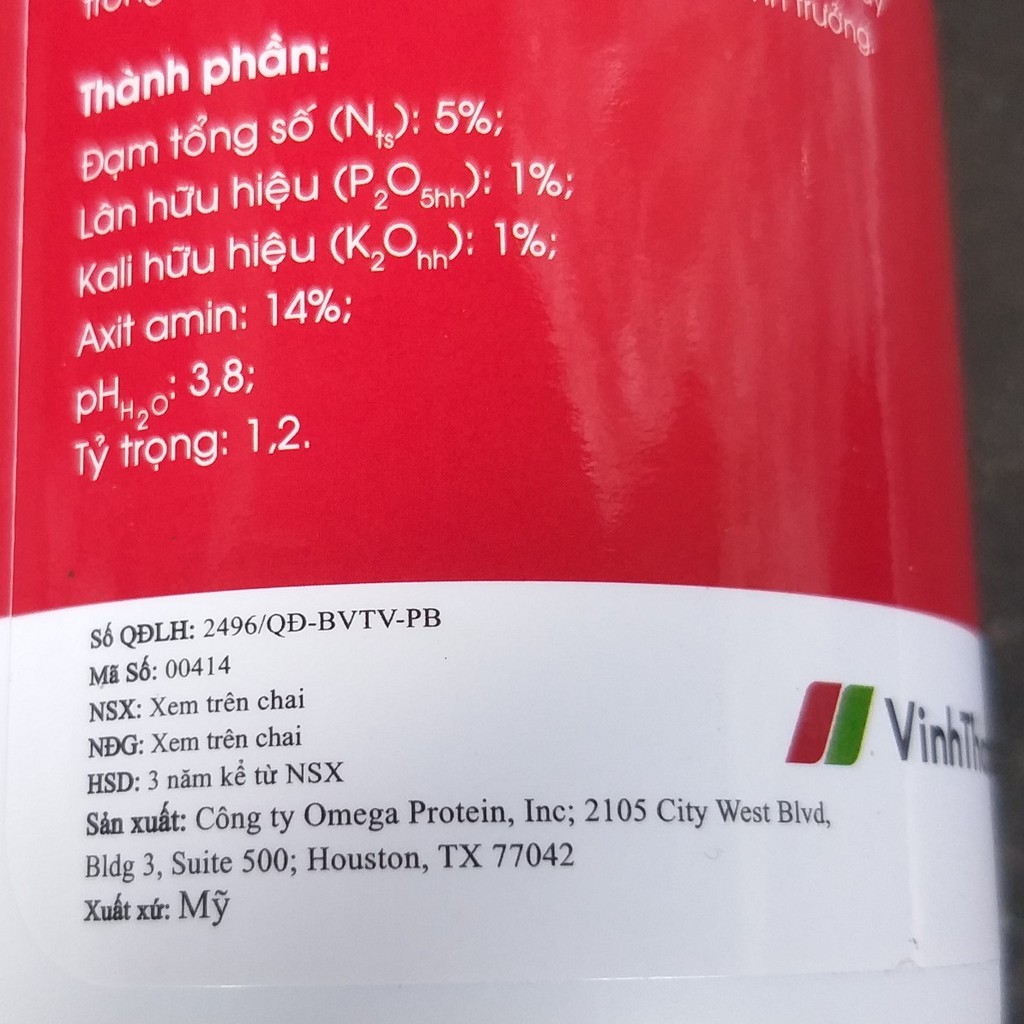 trưởng.
Thành phần:
Đạm tổng số (Nts): 5%;
Lân hữu hiệu (P2O5hh): 1%;
Kali hữu hiệu (K2Ohh): 1%;
Axit amin: 14%;
pHH2O: 3,8;
Tỷ trọng: 1,2.
Số QĐLH: 2496/QĐ-BVTV-PB
Mã Số: 00414
NSX: Xem trên chai
NĐG: Xem trên chai
HSD: 3 năm kể từ NSX
Sản xuất: Công ty Omega Protein, Inc; 2105 City West Blvd,
Bldg 3, Suite 500; Houston, TX 77042
Xuất xứ: Mỹ